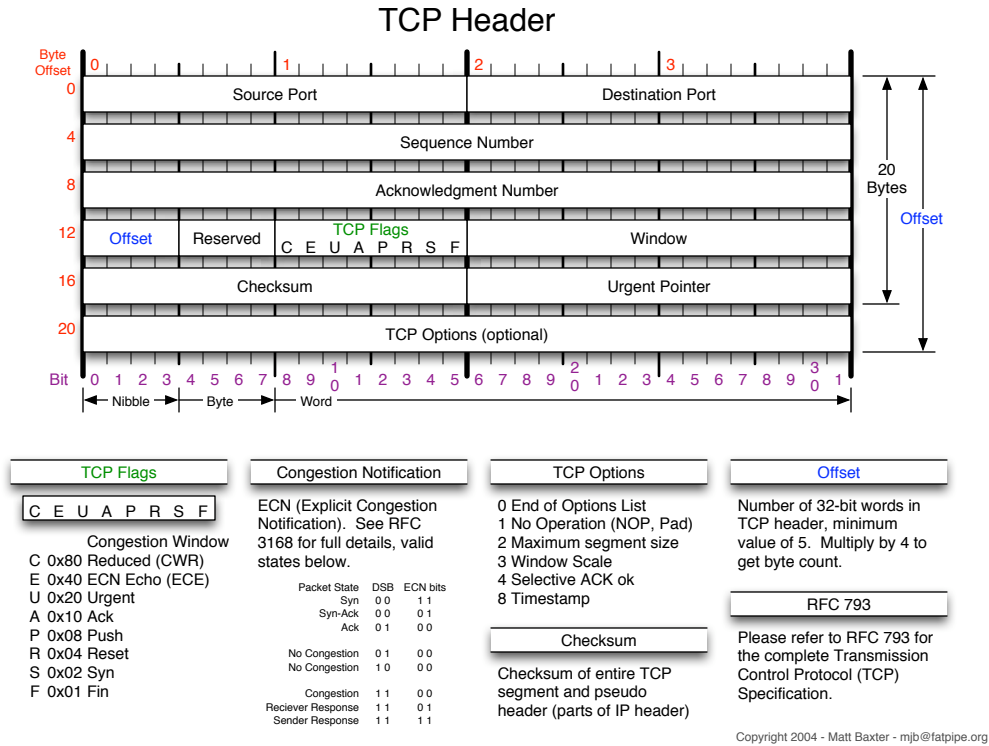 TCP Header
Byte
Offset
0 1 2 3
0 Source Port Destination Port
4 Sequence Number
8 Acknowledgment Number
20
Bytes
Offset
12 Offset Reserved TCP Flags Window
C E U A P R S F
16 Checksum Urgent Pointer
20 TCP Options (optional)
Bit 0 1 2 3 4 5 6 7 8 9 10 1 2 3 4 5 6 7 8 9 20 1 2 3 4 5 6 7 8 9 30 1
Nibble Byte Word
TCP Flags
C E U A P R S F
Congestion Window
C 0x80 Reduced (CWR)
E 0x40 ECN Echo (ECE)
U 0x20 Urgent
A 0x10 Ack
P 0x08 Push
R 0x04 Reset
S 0x02 Syn
F 0x01 Fin
Congestion Notification
ECN (Explicit Congestion
Notification). See RFC
3168 for full details, valid
states below.
Packet State DSB ECN bits
Syn 0 0 1 1
Syn-Ack 0 0 0 1
Ack 0 1 0 0
No Congestion 0 1 0 0
No Congestion 1 0 0 0
Congestion 1 1 0 0
Reciever Response 1 1 0 1
Sender Response 1 1 1 1
TCP Options
0 End of Options List
1 No Operation (NOP, Pad)
2 Maximum segment size
3 Window Scale
4 Selective ACK ok
8 Timestamp
Checksum
Checksum of entire TCP
segment and pseudo
header (parts of IP header)
Offset
Number of 32-bit words in
TCP header, minimum
value of 5. Multiply by 4 to
get byte count.
RFC 793
Please refer to RFC 793 for
the complete Transmission
Control Protocol (TCP)
Specification.
Copyright 2004 - Matt Baxter - mjb@fatpipe.org